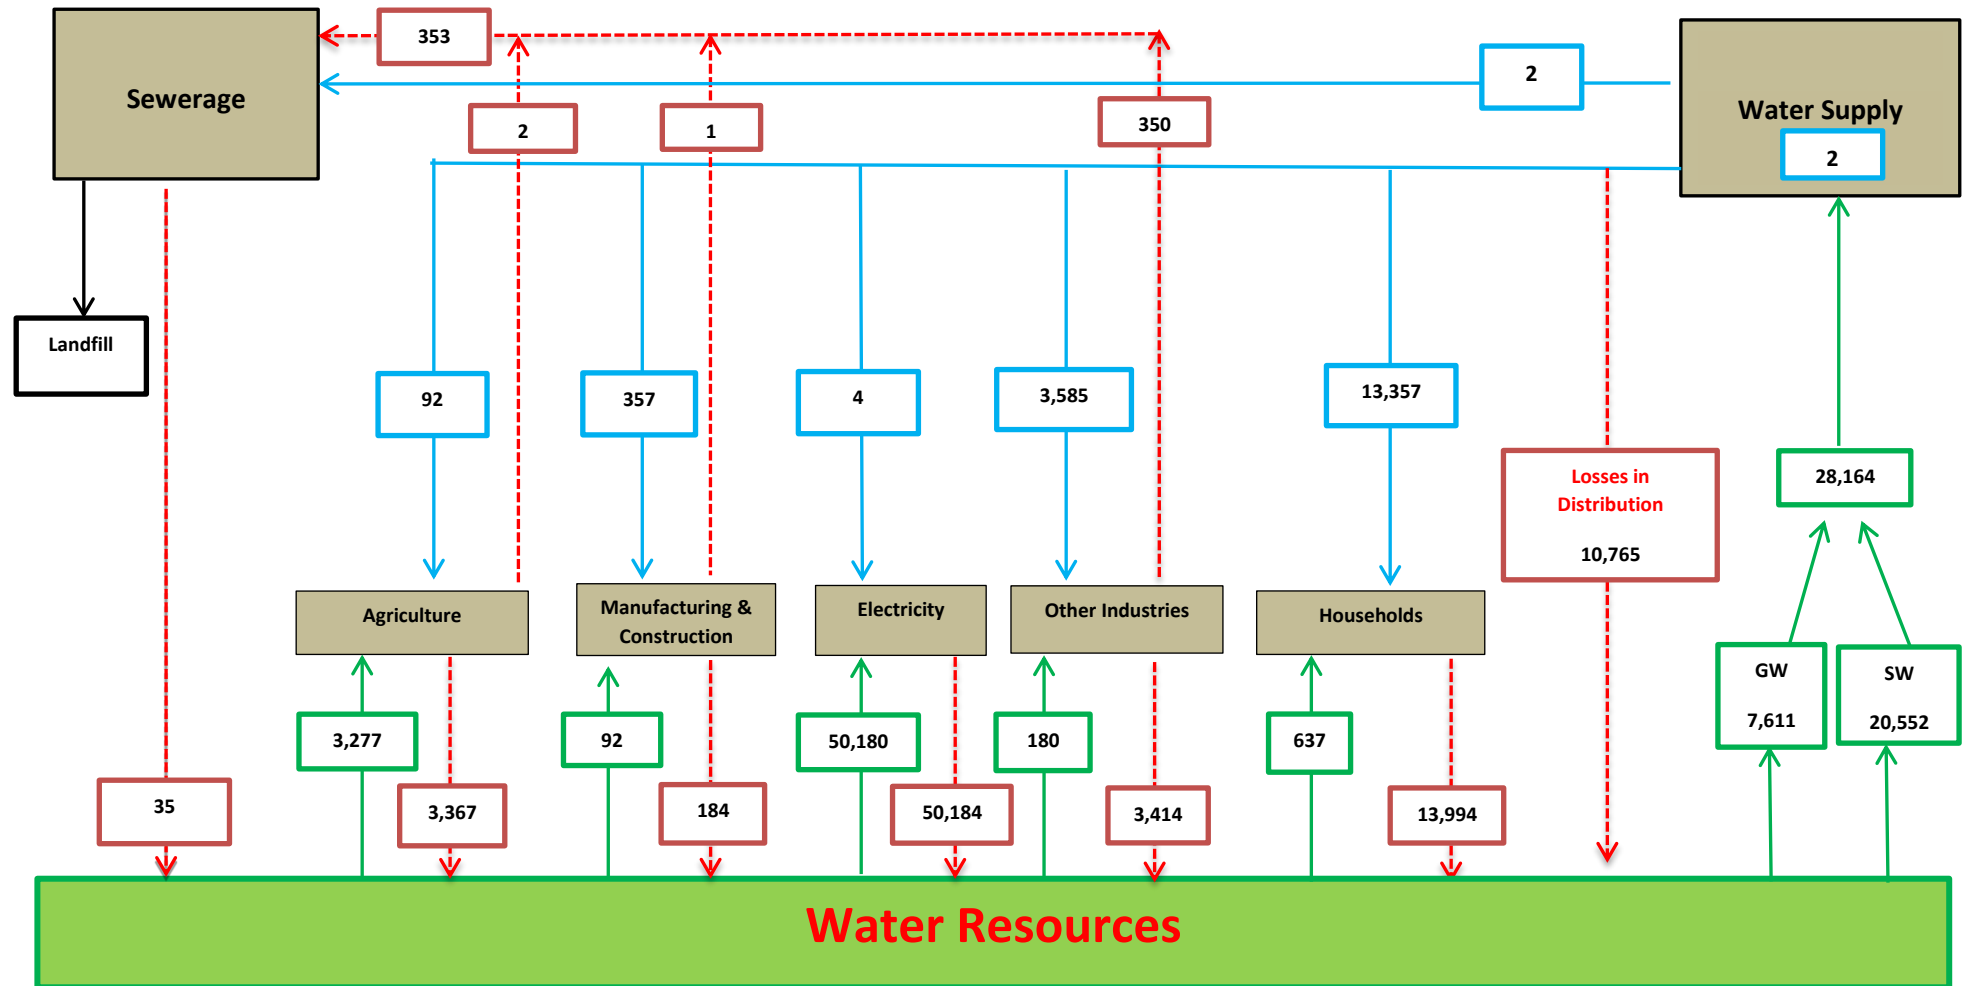 353
2
Sewerage
Water Supply
2
2
1
350
Landfill
92
357
4
3,585
13,357
Losses in
Distribution
10,765
28,164
Agriculture
Manufacturing &
Construction
Electricity
Other Industries
Households
GW
7,611
SW
20,552
3,277
92
50,180
180
637
35
3,367
184
50,184
3,414
13,994
Water Resources